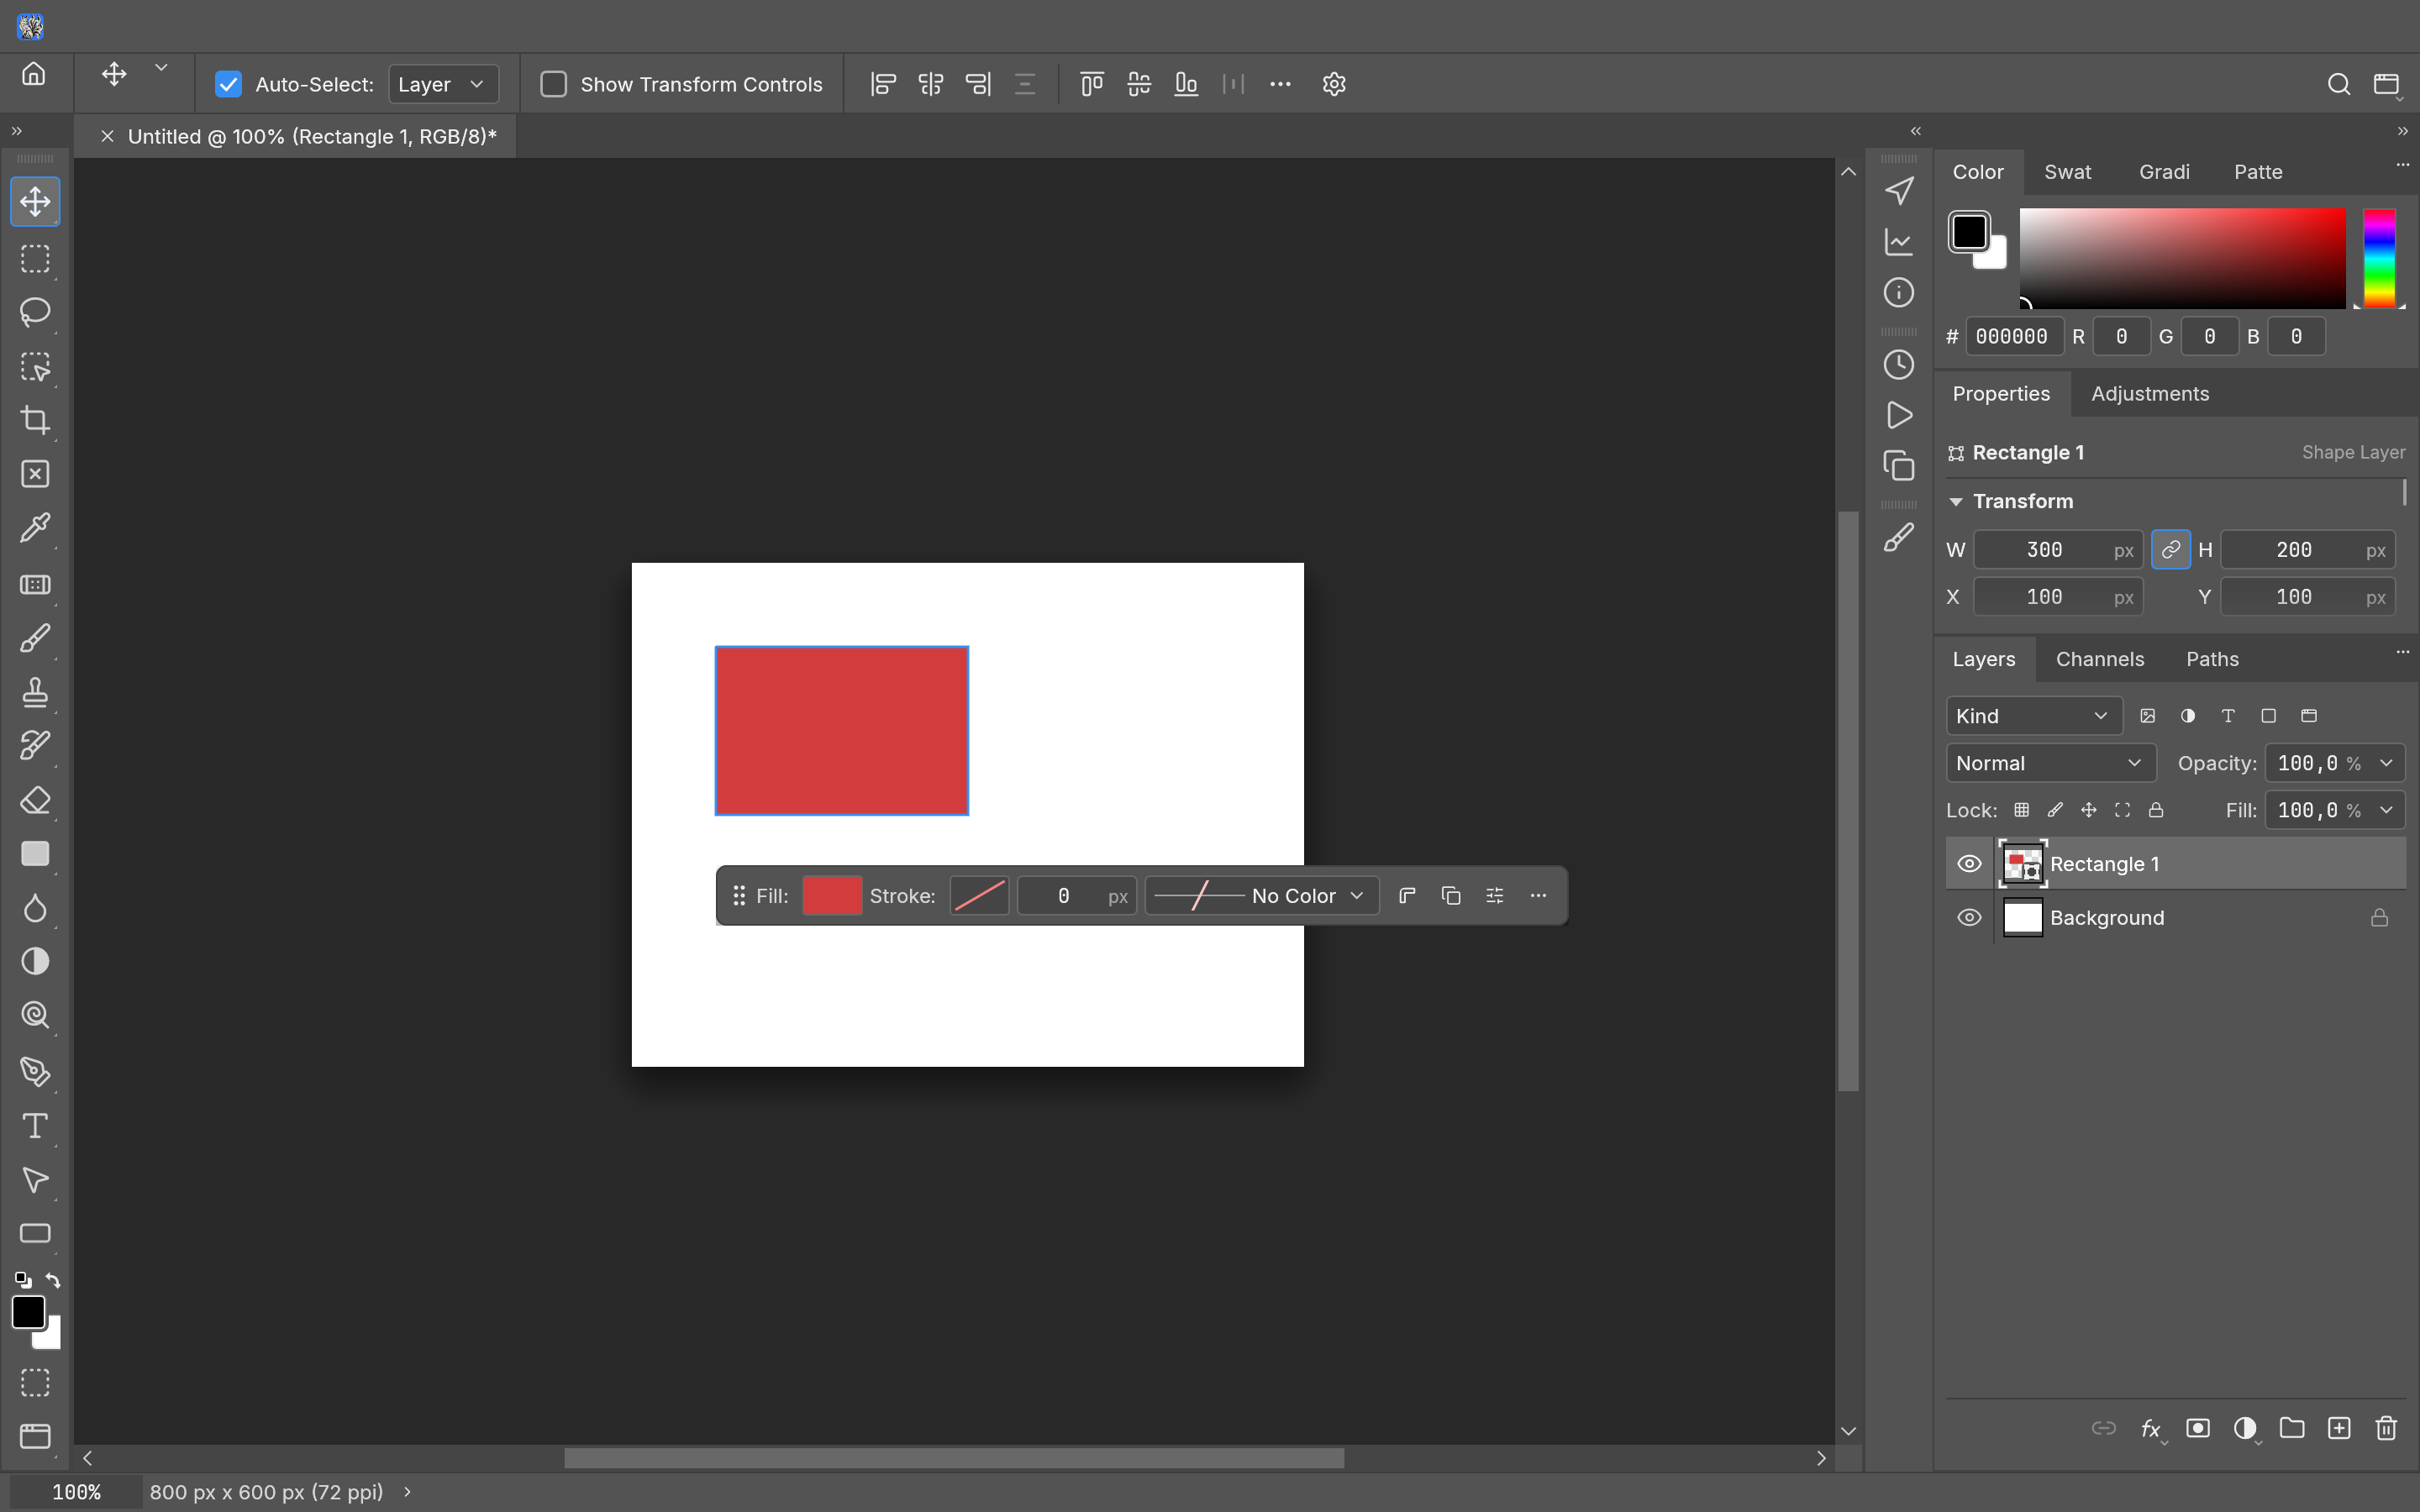 Auto-Select: Layer Show Transform Controls
Untitled @ 100% (Rectangle 1, RGB/8)*
Color Swat Gradi Patte
# 000000 R 0 G 0 B 0
Properties Adjustments
Rectangle 1 Shape Layer
Transform
W 300 px H 200 px
X 100 px Y 100 px
Layers Channels Paths
Kind
Normal Opacity: 100,0 %
Lock: Fill: 100,0 %
Rectangle 1
Background
Fill: Stroke: 0 px No Color
fx
100% 800 px x 600 px (72 ppi)